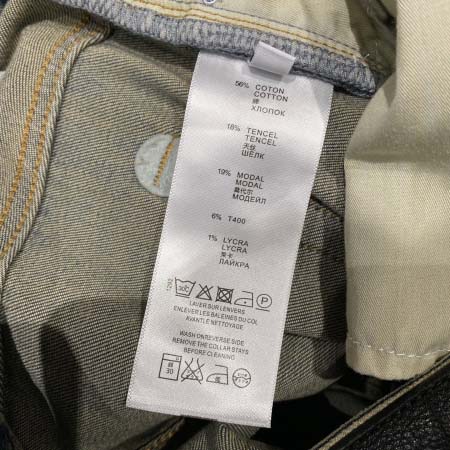 56% COTON
COTTON
棉
ХЛОПОК
18% TENCEL
TENCEL
天丝
ШЁЛК
19% MODAL
MODAL
莫代尔
МОДЕЙЛ
6% T400
1% LYCRA
LYCRA
莱卡
ЛАЙКРА
30C
P
LAVER SUR L'ENVERS
ENLEVER LES BALEINES DU COL
AVANT LE NETTOYAGE
WASH ON REVERSE SIDE
REMOVE THE COLLAR STAYS
BEFORE CLEANING
30